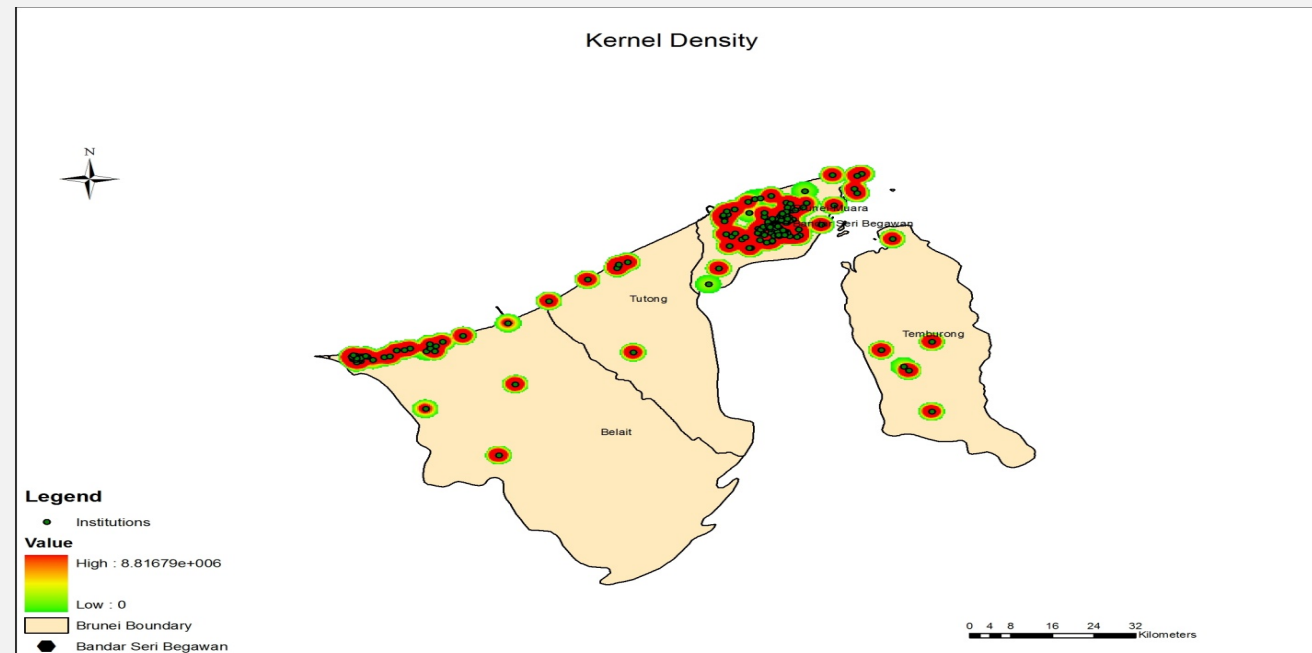 Kernel Density
N
Muara
Bandar Seri Begawan
Tutong
Temburong
Belait
Legend
Institutions
Value
High : 8.81679e+006
Low : 0
Brunei Boundary
Bandar Seri Begawan
0 4 8 16 24 32
Kilometers